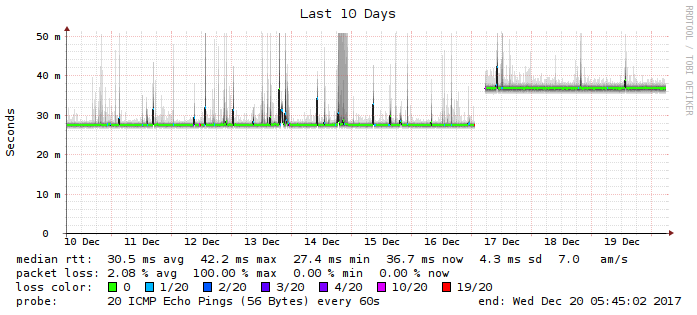 Last 10 Days
RRDTOOL / TOBI OETIKER
Seconds
50 m
40 m
30 m
20 m
10 m
0
10 Dec 11 Dec 12 Dec 13 Dec 14 Dec 15 Dec 16 Dec 17 Dec 18 Dec 19 Dec
median rtt: 30.5 ms avg 42.2 ms max 27.4 ms min 36.7 ms now 4.3 ms sd 7.0 am/s
packet loss: 2.08 % avg 100.00 % max 0.00 % min 0.00 % now
loss color: 0 1/20 2/20 3/20 4/20 10/20 19/20
probe: 20 ICMP Echo Pings (56 Bytes) every 60s end: Wed Dec 20 05:45:02 2017